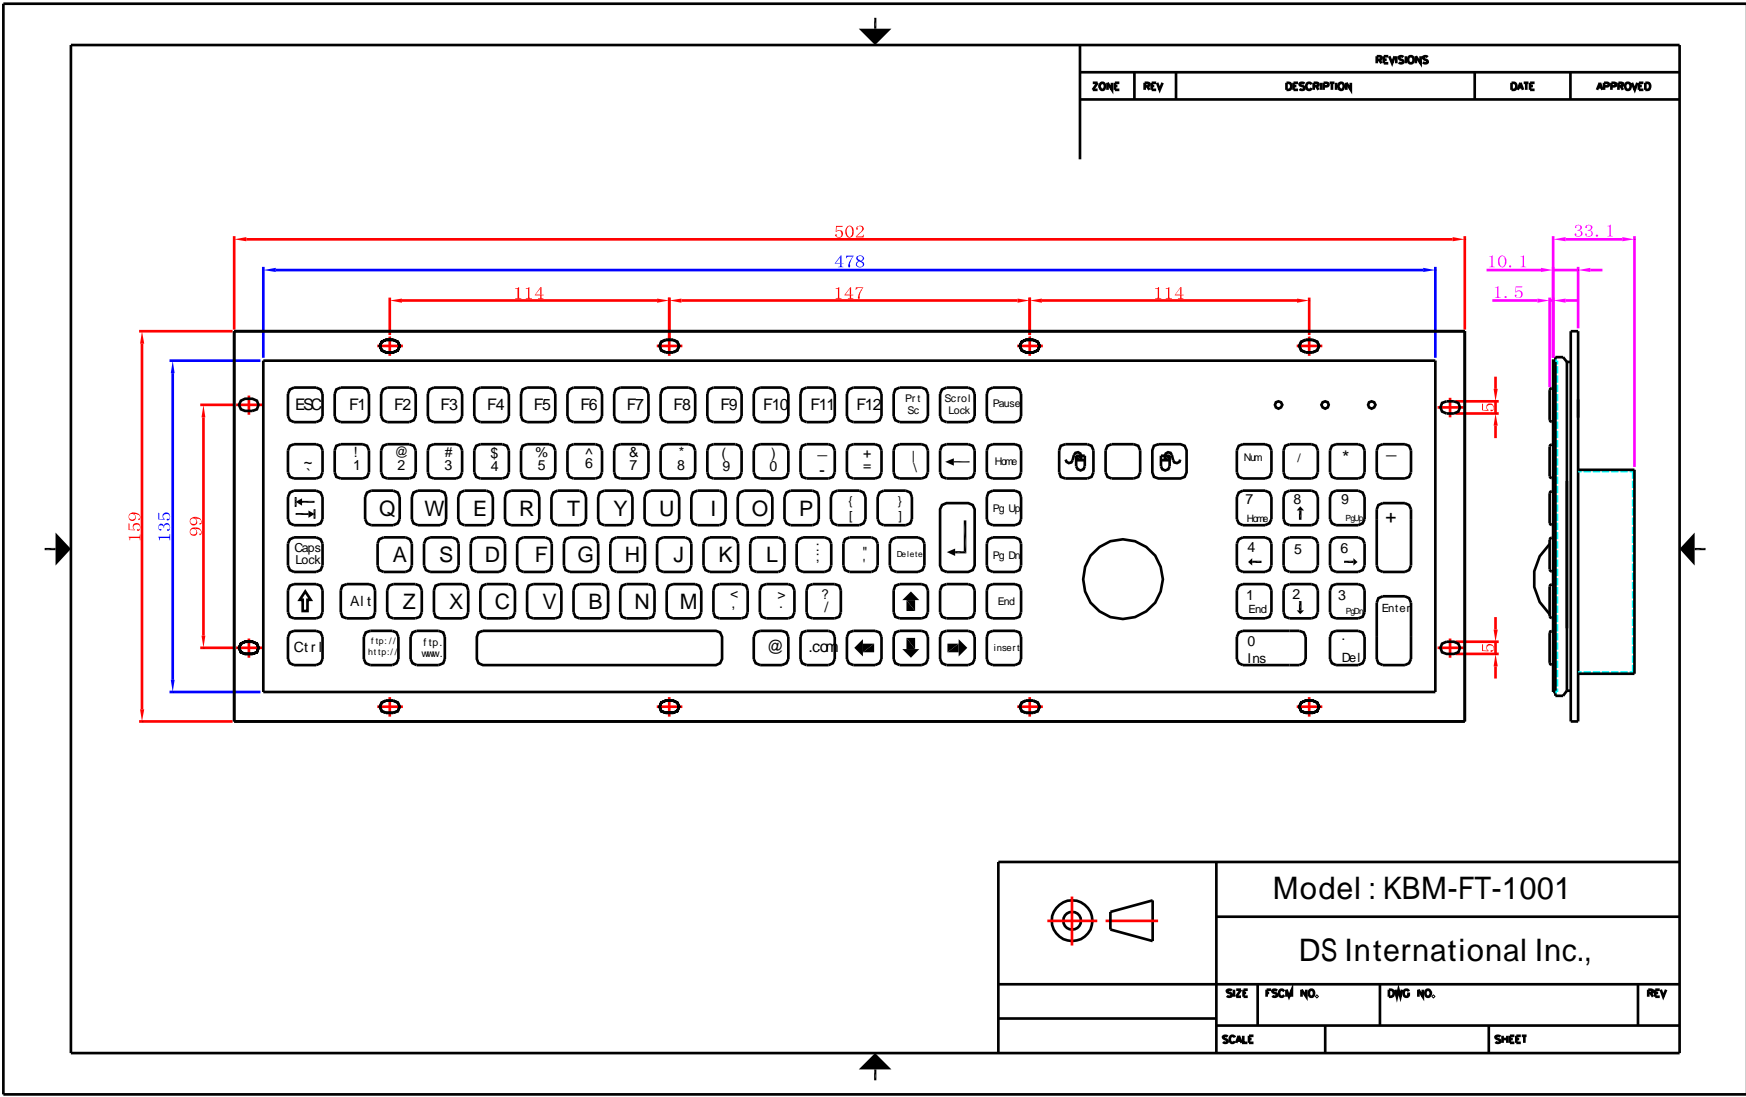 REVISIONS
ZONE REV DESCRIPTION DATE APPROVED
502
478
114 147 114
33.1
10.1
1.5
159
135
99
5
5
ESC F1 F2 F3 F4 F5 F6 F7 F8 F9 F10 F11 F12 Prt Sc Scrol Lock Pause
~ ` ! 1 @ 2 # 3 $ 4 % 5 ^ 6 & 7 * 8 ( 9 ) 0 — - + = | \ Home
Q W E R T Y U I O P { [ } ] Pg Up
Caps Lock A S D F G H J K L : ; " ' Delete Pg Dn
Alt Z X C V B N M < , > . ? / End
Ctrl ftp:// http:// ftp. www. @ .com insert
Num / * —
7 Home 8 9 PgUp +
4 5 6
1 End 2 3 PgDn Enter
0 Ins . Del
Model : KBM-FT-1001
DS International Inc.,
SIZE FSCM NO. DWG NO. REV
SCALE SHEET